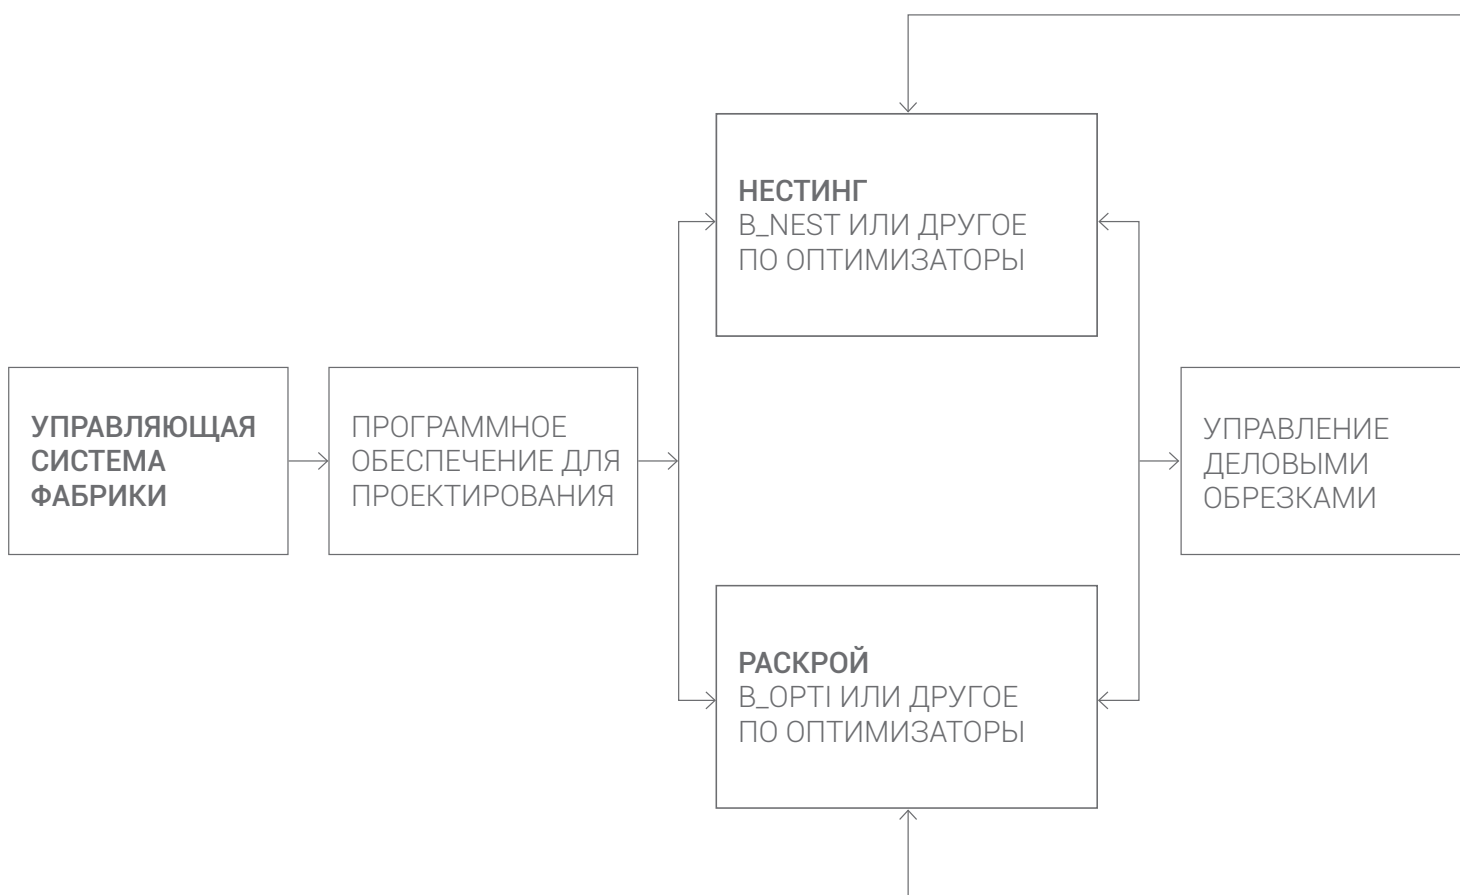 НЕСТИНГ
B_NEST ИЛИ ДРУГОЕ
ПО ОПТИМИЗАТОРЫ
УПРАВЛЯЮЩАЯ
СИСТЕМА
ФАБРИКИ
ПРОГРАММНОЕ
ОБЕСПЕЧЕНИЕ ДЛЯ
ПРОЕКТИРОВАНИЯ
УПРАВЛЕНИЕ
ДЕЛОВЫМИ
ОБРЕЗКАМИ
РАСКРОЙ
B_OPTI ИЛИ ДРУГОЕ
ПО ОПТИМИЗАТОРЫ